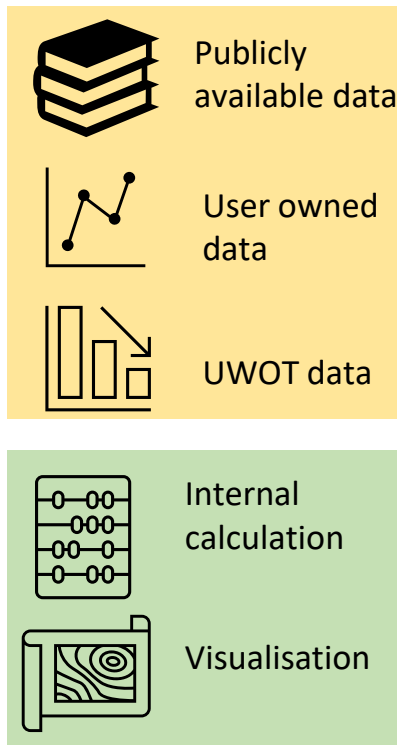 Publicly
available data
User owned
data
UWOT data
Internal
calculation
Visualisation